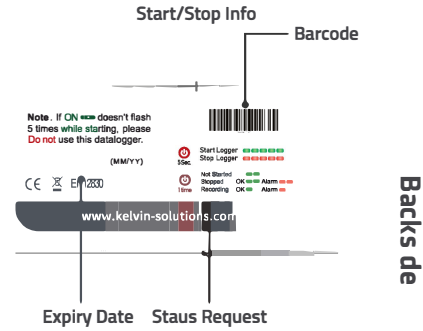 Start/Stop Info
Barcode
Note. If ON doesn't flash
5 times while starting, please
Do not use this datalogger.
(MM/YY)
5Sec.
Start Logger
Stop Logger
1time
Not Started
Stopped OK Alarm
Recording OK Alarm
CE EN12830
www.kelvin-solutions.com
Expiry Date
Staus Request
Backs de